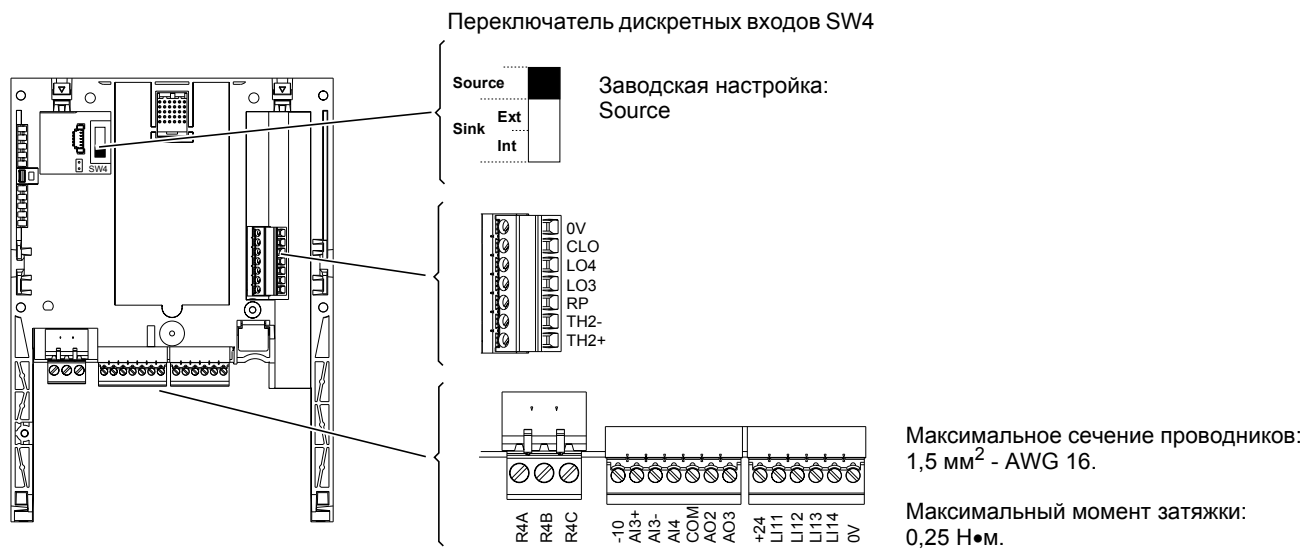 Переключатель дискретных входов SW4
Source
Sink
Ext
Int
Заводская настройка:
Source
SW4
0V
CLO
LO4
LO3
RP
TH2-
TH2+
R4A
R4B
R4C
-10
AI3+
AI3-
AI4
COM
AO2
AO3
+24
LI11
LI12
LI13
LI14
0V
Максимальное сечение проводников:
1,5 мм² - AWG 16.
Максимальный момент затяжки:
0,25 Н•м.